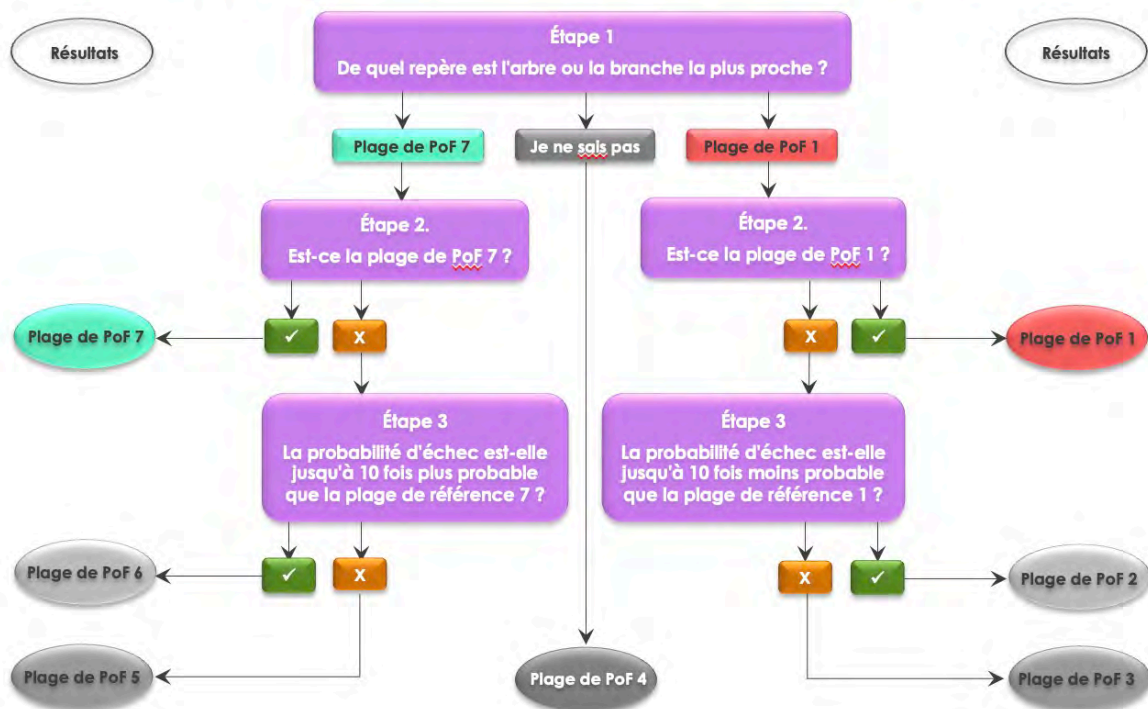 Résultats
Étape 1
De quel repère est l'arbre ou la branche la plus proche ?
Résultats
Plage de PoF 7
Je ne sais pas
Plage de PoF 1
Étape 2.
Est-ce la plage de PoF 7 ?
Étape 2.
Est-ce la plage de PoF 1 ?
Plage de PoF 7
✓
X
X
✓
Plage de PoF 1
Étape 3
La probabilité d'échec est-elle
jusqu'à 10 fois plus probable
que la plage de référence 7 ?
Étape 3
La probabilité d'échec est-elle
jusqu'à 10 fois moins probable
que la plage de référence 1 ?
Plage de PoF 6
✓
X
X
✓
Plage de PoF 2
Plage de PoF 5
Plage de PoF 4
Plage de PoF 3